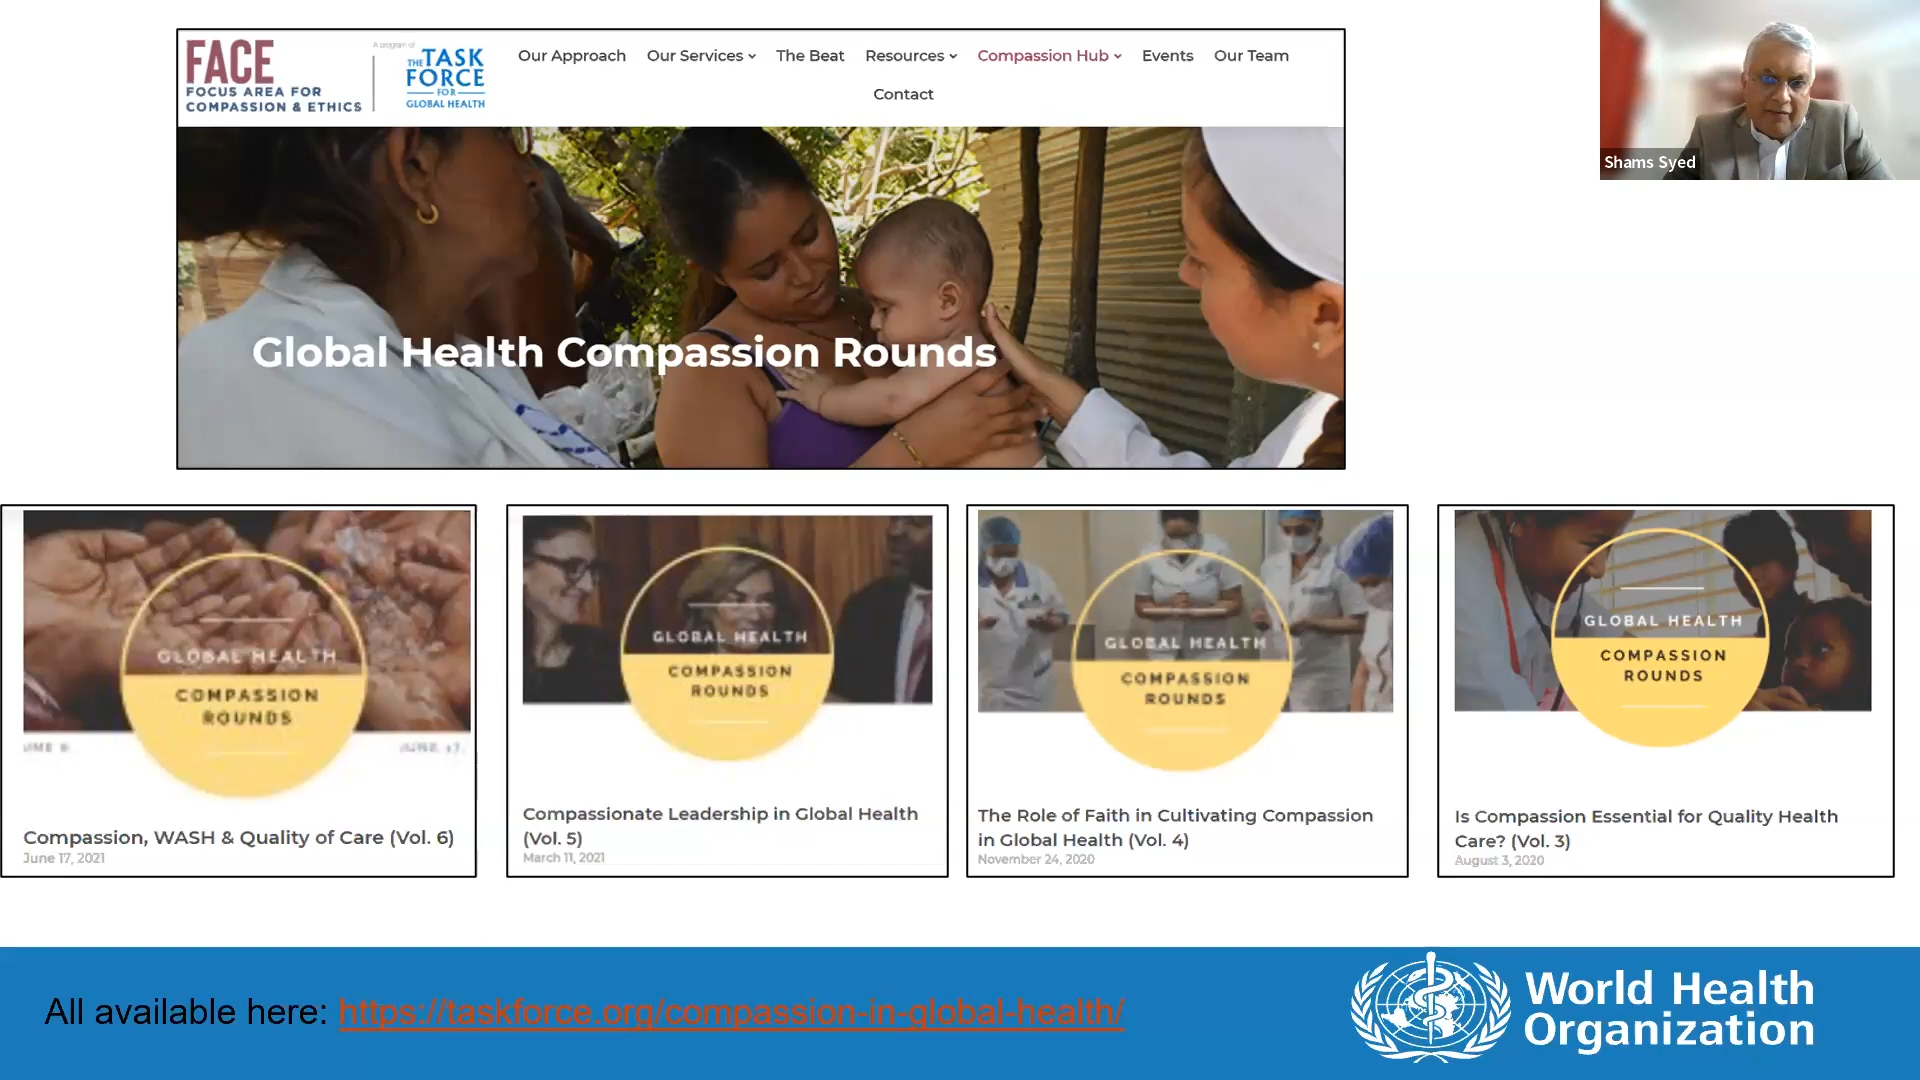 FACE
FOCUS AREA FOR
COMPASSION & ETHICS
A program of
THE TASK
FORCE
FOR
GLOBAL HEALTH
Our Approach Our Services The Beat Resources Compassion Hub Events Our Team
Contact
Shams Syed
Global Health Compassion Rounds
GLOBAL HEALTH
COMPASSION
ROUNDS
Compassion, WASH & Quality of Care (Vol. 6)
June 17, 2021
GLOBAL HEALTH
COMPASSION
ROUNDS
Compassionate Leadership in Global Health
(Vol. 5)
March 11, 2021
GLOBAL HEALTH
COMPASSION
ROUNDS
The Role of Faith in Cultivating Compassion
in Global Health (Vol. 4)
November 24, 2020
GLOBAL HEALTH
COMPASSION
ROUNDS
Is Compassion Essential for Quality Health
Care? (Vol. 3)
August 3, 2020
All available here: https://taskforce.org/compassion-in-global-health/
World Health
Organization